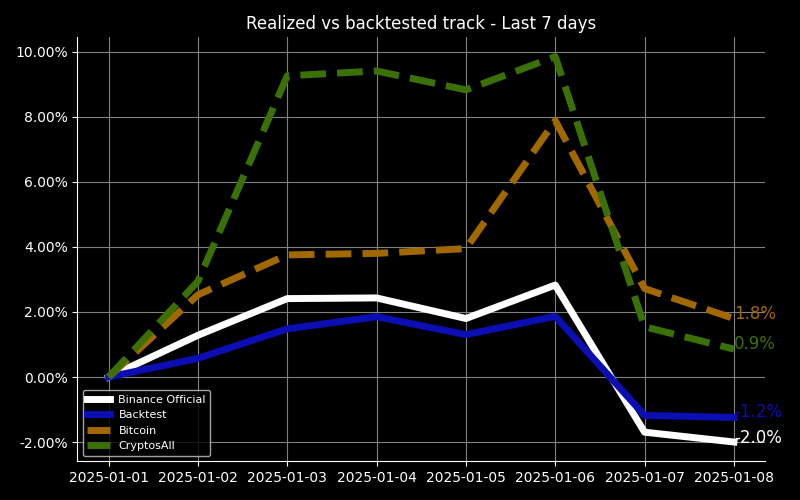 Realized vs backtested track - Last 7 days
10.00%
8.00%
6.00%
4.00%
2.00%
0.00%
-2.00%
1.8%
0.9%
-1.2%
-2.0%
Binance Official
Backtest
Bitcoin
CryptosAll
2025-01-01 2025-01-02 2025-01-03 2025-01-04 2025-01-05 2025-01-06 2025-01-07 2025-01-08